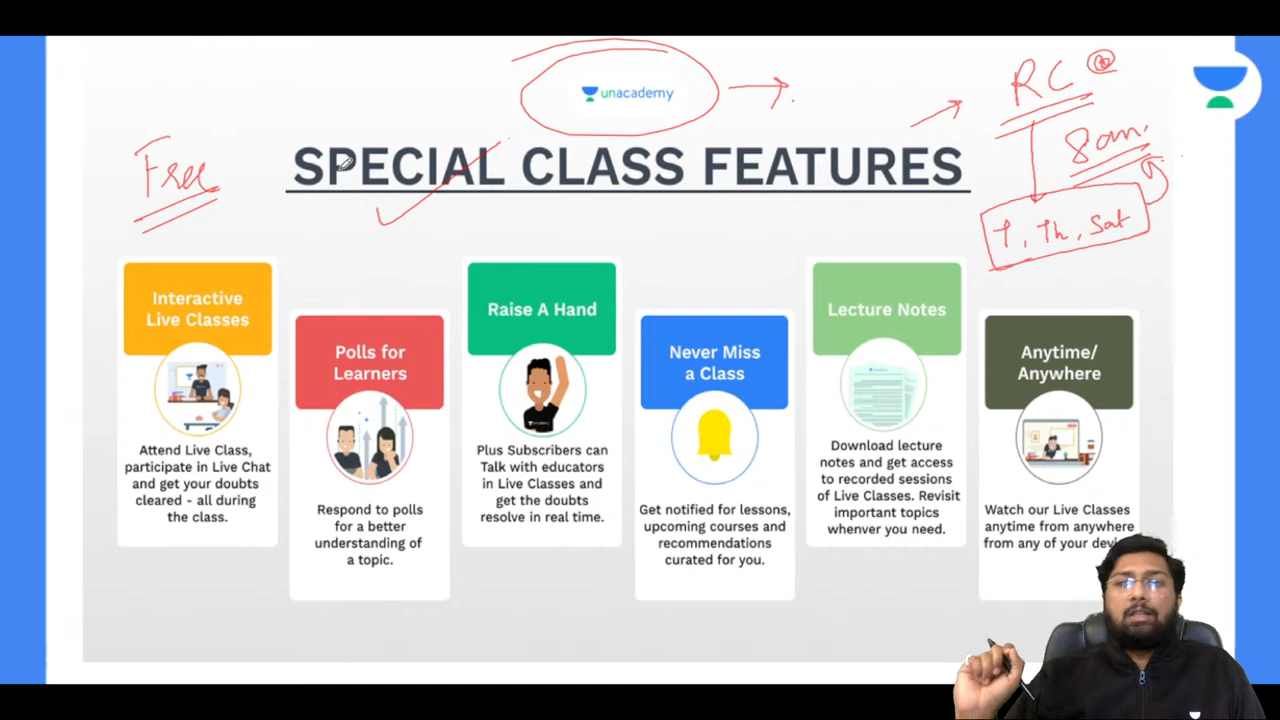 unacademy
RC @
8am.
Free
SPECIAL CLASS FEATURES
T, Th, Sat
Interactive
Live Classes
Attend Live Class,
participate in Live Chat
and get your doubts
cleared - all during
the class.
Polls for
Learners
Respond to polls
for a better
understanding of
a topic.
Raise A Hand
Plus Subscribers can
Talk with educators
in Live Classes and
get the doubts
resolve in real time.
Never Miss
a Class
Get notified for lessons,
upcoming courses and
recommendations
curated for you.
Lecture Notes
Download lecture
notes and get access
to recorded sessions
of Live Classes. Revisit
important topics
whenver you need.
Anytime/
Anywhere
Watch our Live Classes
anytime from anywhere
from any of your